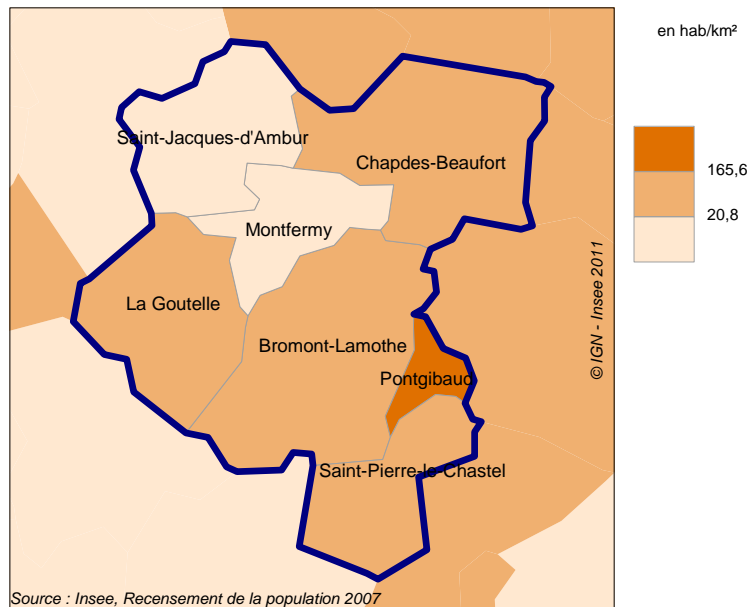 en hab/km²
165,6
20,8
Saint-Jacques-d'Ambur
Chapdes-Beaufort
Montfermy
La Goutelle
Bromont-Lamothe
Pontgibaud
Saint-Pierre-le-Chastel
© IGN - Insee 2011
Source : Insee, Recensement de la population 2007